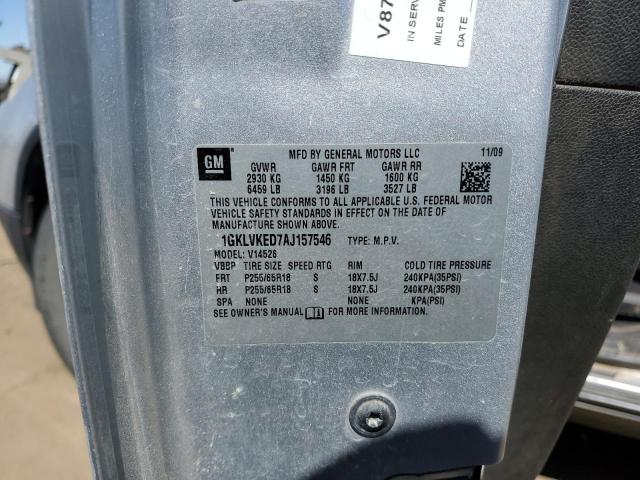 V87
IN SERV
MILES PM
DATE
GM
MFD BY GENERAL MOTORS LLC 11/09
GVWR GAWR FRT GAWR RR
2930 KG 1450 KG 1600 KG
6459 LB 3196 LB 3527 LB
THIS VEHICLE CONFORMS TO ALL APPLICABLE U.S. FEDERAL MOTOR
VEHICLE SAFETY STANDARDS IN EFFECT ON THE DATE OF
MANUFACTURE SHOWN ABOVE.
1GKLVKED7AJ157546 TYPE: M.P.V.
MODEL: V14526
V8BP TIRE SIZE SPEED RTG RIM COLD TIRE PRESSURE
FRT P255/65R18 S 18X7.5J 240KPA(35PSI)
RR P255/65R18 S 18X7.5J 240KPA(35PSI)
SPA NONE NONE KPA(PSI)
SEE OWNER'S MANUAL FOR MORE INFORMATION.